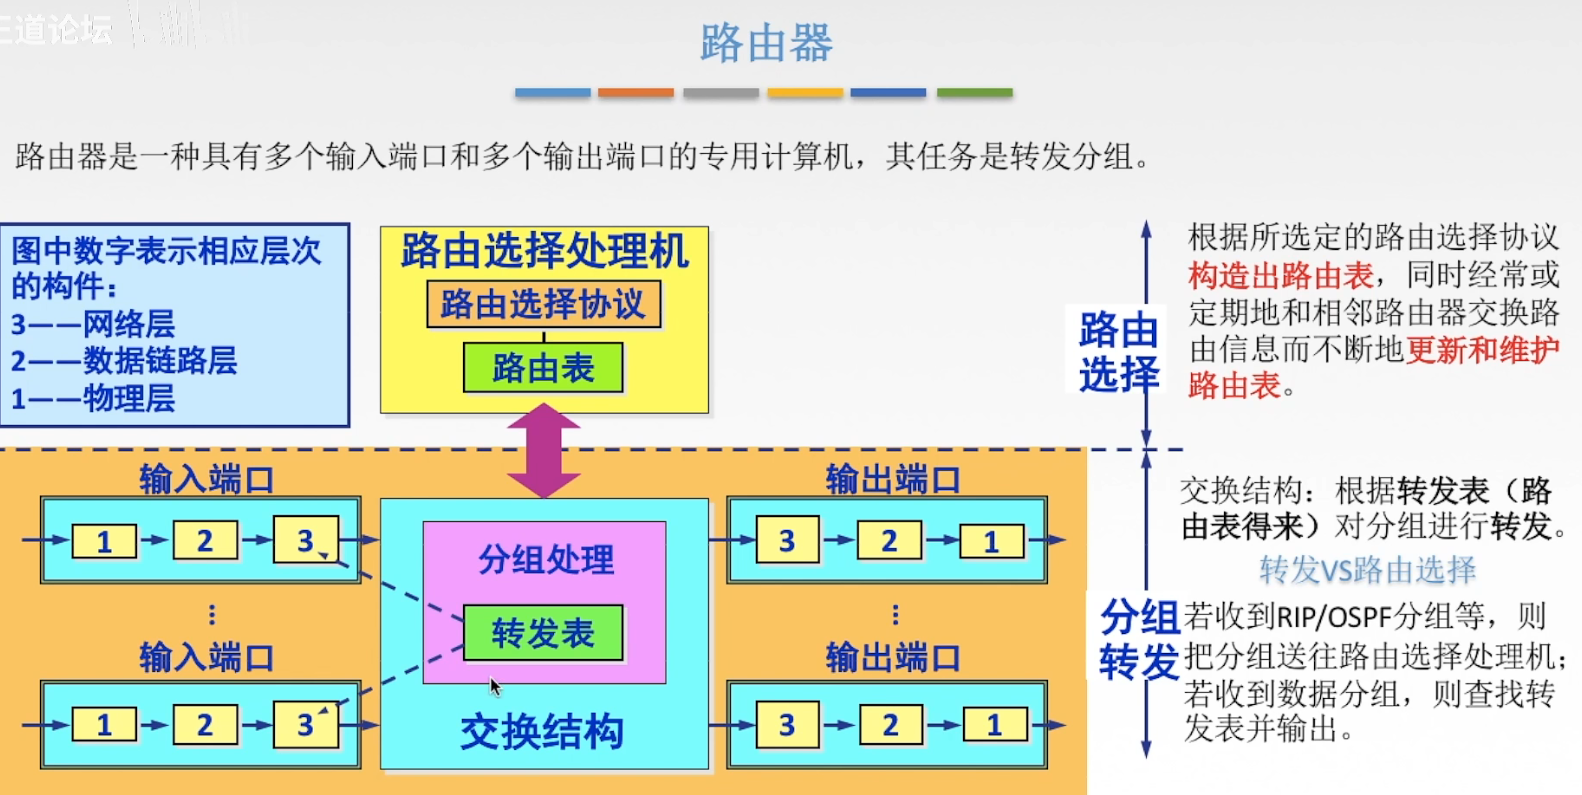 王道论坛
路由器
路由器是一种具有多个输入端口和多个输出端口的专用计算机，其任务是转发分组。
图中数字表示相应层次
的构件：
3——网络层
2——数据链路层
1——物理层
路由选择处理机
路由选择协议
路由表
路由
选择
根据所选定的路由选择协议
构造出路由表，同时经常或
定期地和相邻路由器交换路
由信息而不断地更新和维护
路由表。
输入端口
1 2 3
⋮
输入端口
1 2 3
分组处理
转发表
交换结构
输出端口
3 2 1
⋮
输出端口
3 2 1
分组
转发
交换结构：根据转发表（路
由表得来）对分组进行转发。
转发VS路由选择
若收到RIP/OSPF分组等，则
把分组送往路由选择处理机；
若收到数据分组，则查找转
发表并输出。